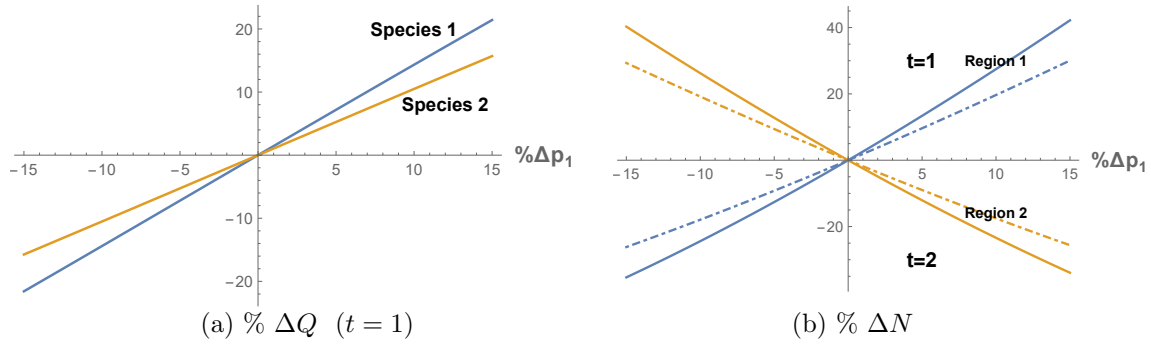 20
10
-10
-20
-15
-10
-5
5
10
15
%Δp1
Species 1
Species 2
(a) % ΔQ (t = 1)
40
20
-20
-15
-10
-5
5
10
15
%Δp1
t=1
Region 1
Region 2
t=2
(b) % ΔN